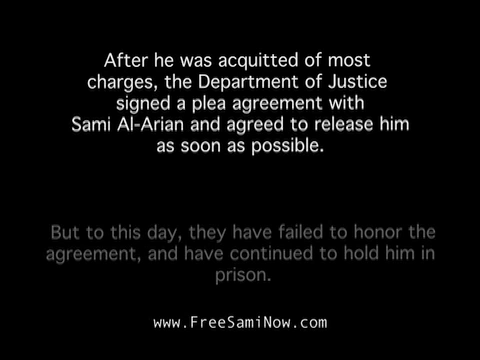 After he was acquitted of most
charges, the Department of Justice
signed a plea agreement with
Sami Al-Arian and agreed to release him
as soon as possible.
But to this day, they have failed to honor the
agreement, and have continued to hold him in
prison.
www.FreeSamiNow.com